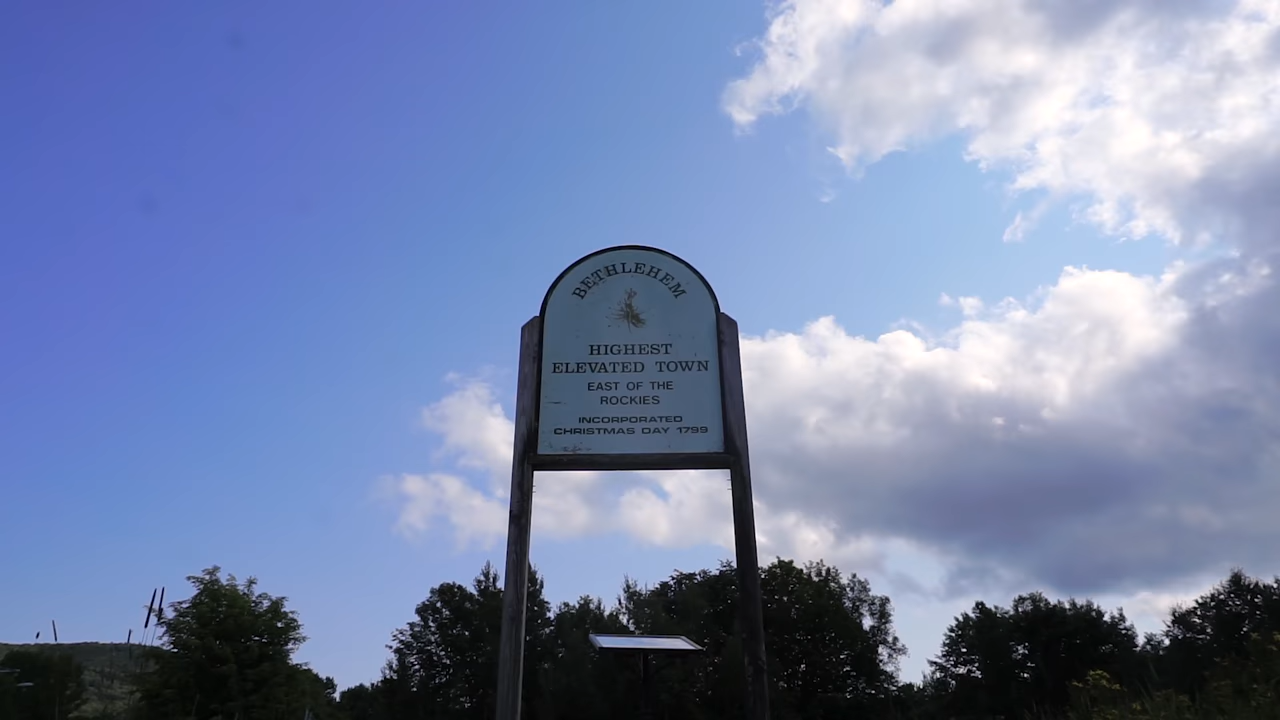 BETHLEHEM
HIGHEST
ELEVATED TOWN
EAST OF THE
ROCKIES
INCORPORATED
CHRISTMAS DAY 1799